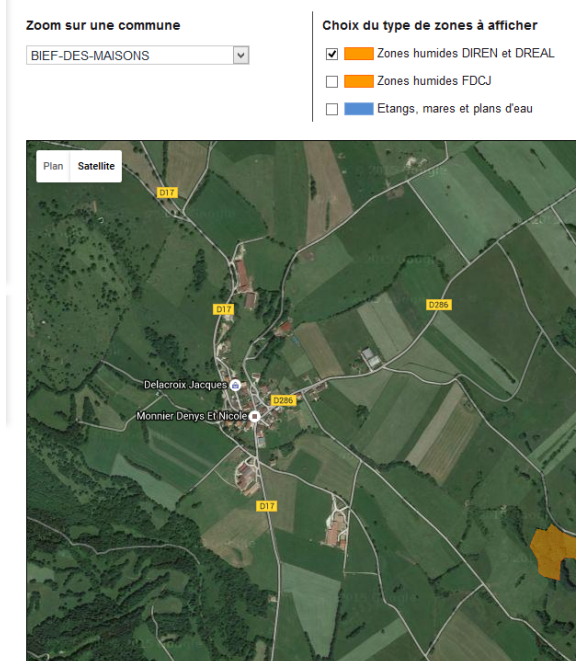 Zoom sur une commune
BIEF-DES-MAISONS
Choix du type de zones à afficher
Zones humides DIREN et DREAL
Zones humides FDCJ
Etangs, mares et plans d'eau
Plan Satellite
D17
D17
D286
Delacroix Jacques
D286
Monnier Denys Et Nicole
D17